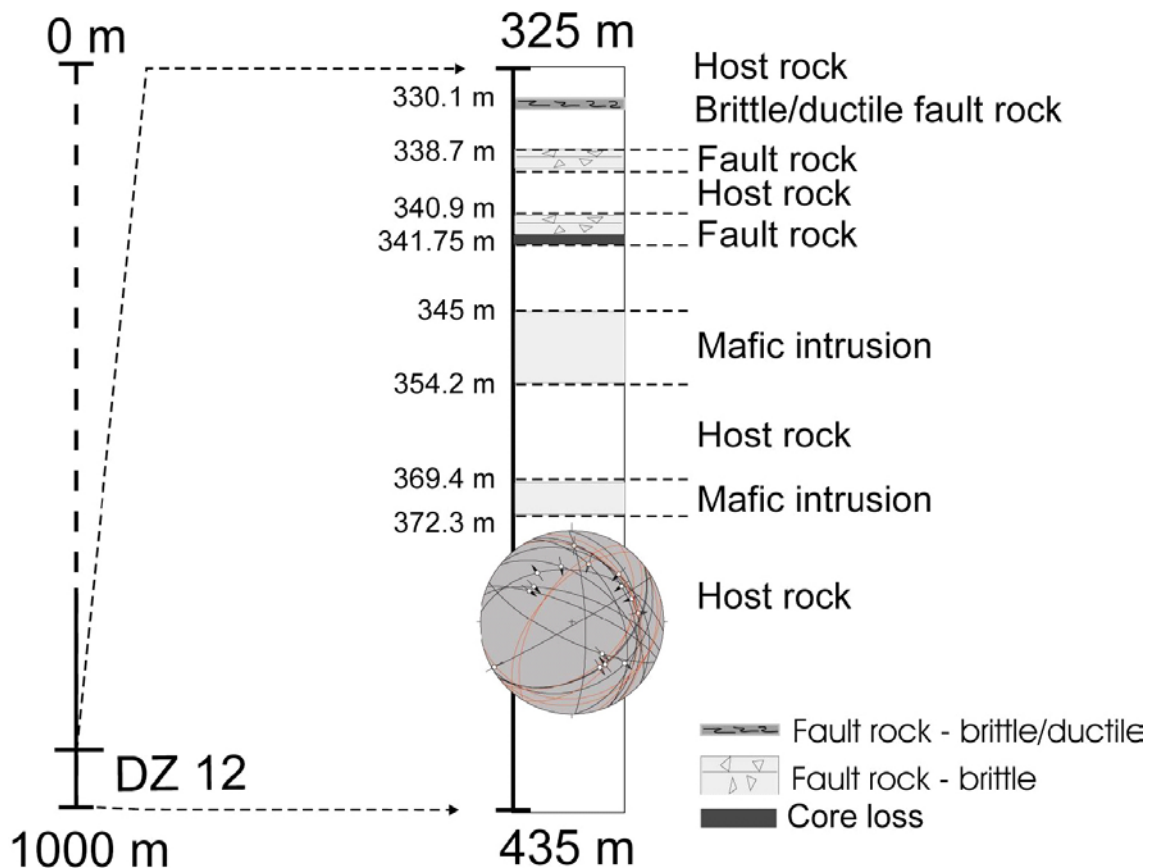 0 m
325 m
Host rock
330.1 m
Brittle/ductile fault rock
338.7 m
Fault rock
Host rock
340.9 m
Fault rock
341.75 m
345 m
Mafic intrusion
354.2 m
Host rock
369.4 m
Mafic intrusion
372.3 m
Host rock
Fault rock - brittle/ductile
DZ 12
Fault rock - brittle
Core loss
1000 m
435 m